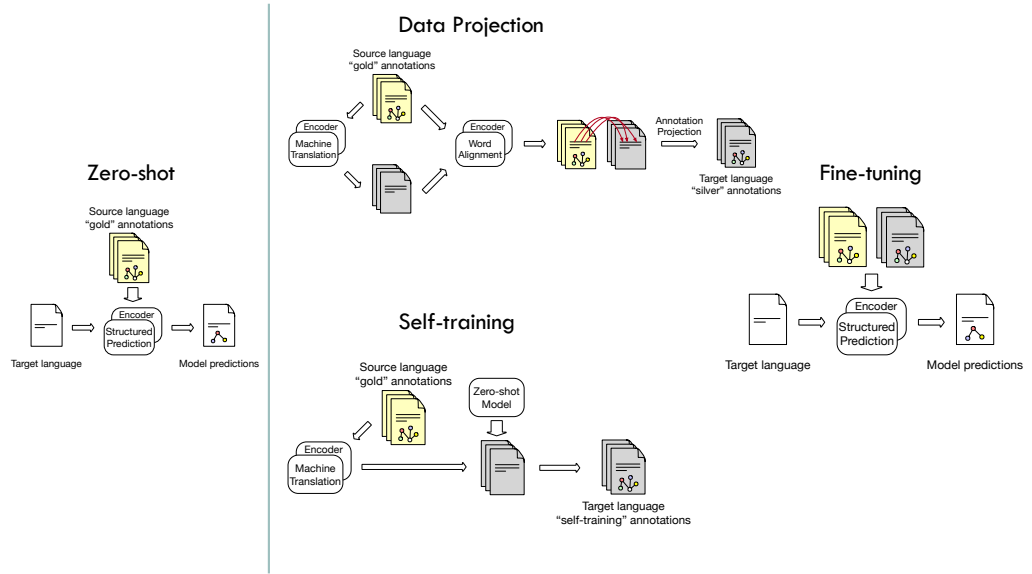 Zero-shot
Source language
“gold” annotations
Encoder
Structured
Prediction
Target language
Model predictions
Data Projection
Source language
“gold” annotations
Encoder
Machine
Translation
Encoder
Word
Alignment
Annotation
Projection
Target language
“silver” annotations
Self-training
Source language
“gold” annotations
Zero-shot
Model
Encoder
Machine
Translation
Target language
“self-training” annotations
Fine-tuning
Encoder
Structured
Prediction
Target language
Model predictions